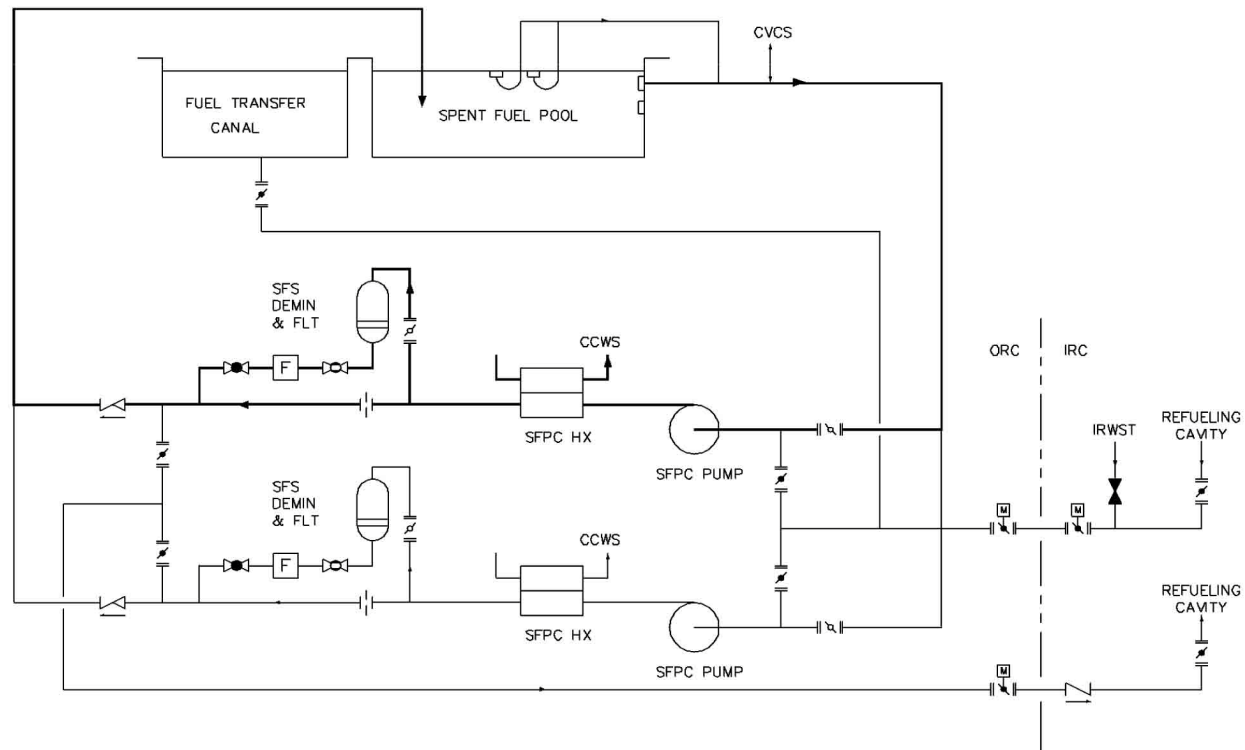 CVCS
FUEL TRANSFER
CANAL
SPENT FUEL POOL
SFS
DEMIN
& FLT
F
CCWS
SFPC HX
SFPC PUMP
ORC
IRC
IRWST
REFUELING
CAVITY
M
M
SFS
DEMIN
& FLT
F
CCWS
SFPC HX
SFPC PUMP
REFUELING
CAVITY
M